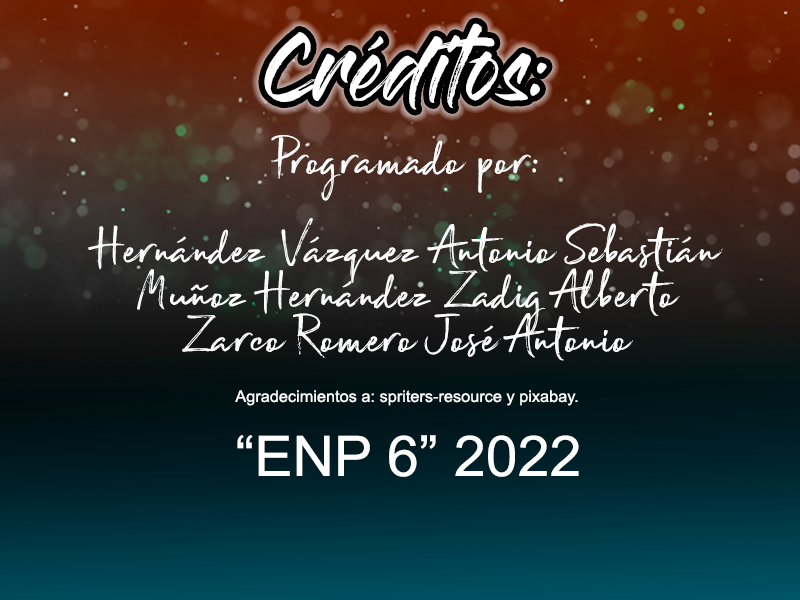 Créditos:
Programado por:
Hernández Vázquez Antonio Sebastián
Muñoz Hernández Zadig Alberto
Zarco Romero José Antonio
Agradecimientos a: spriters-resource y pixabay.
“ENP 6” 2022